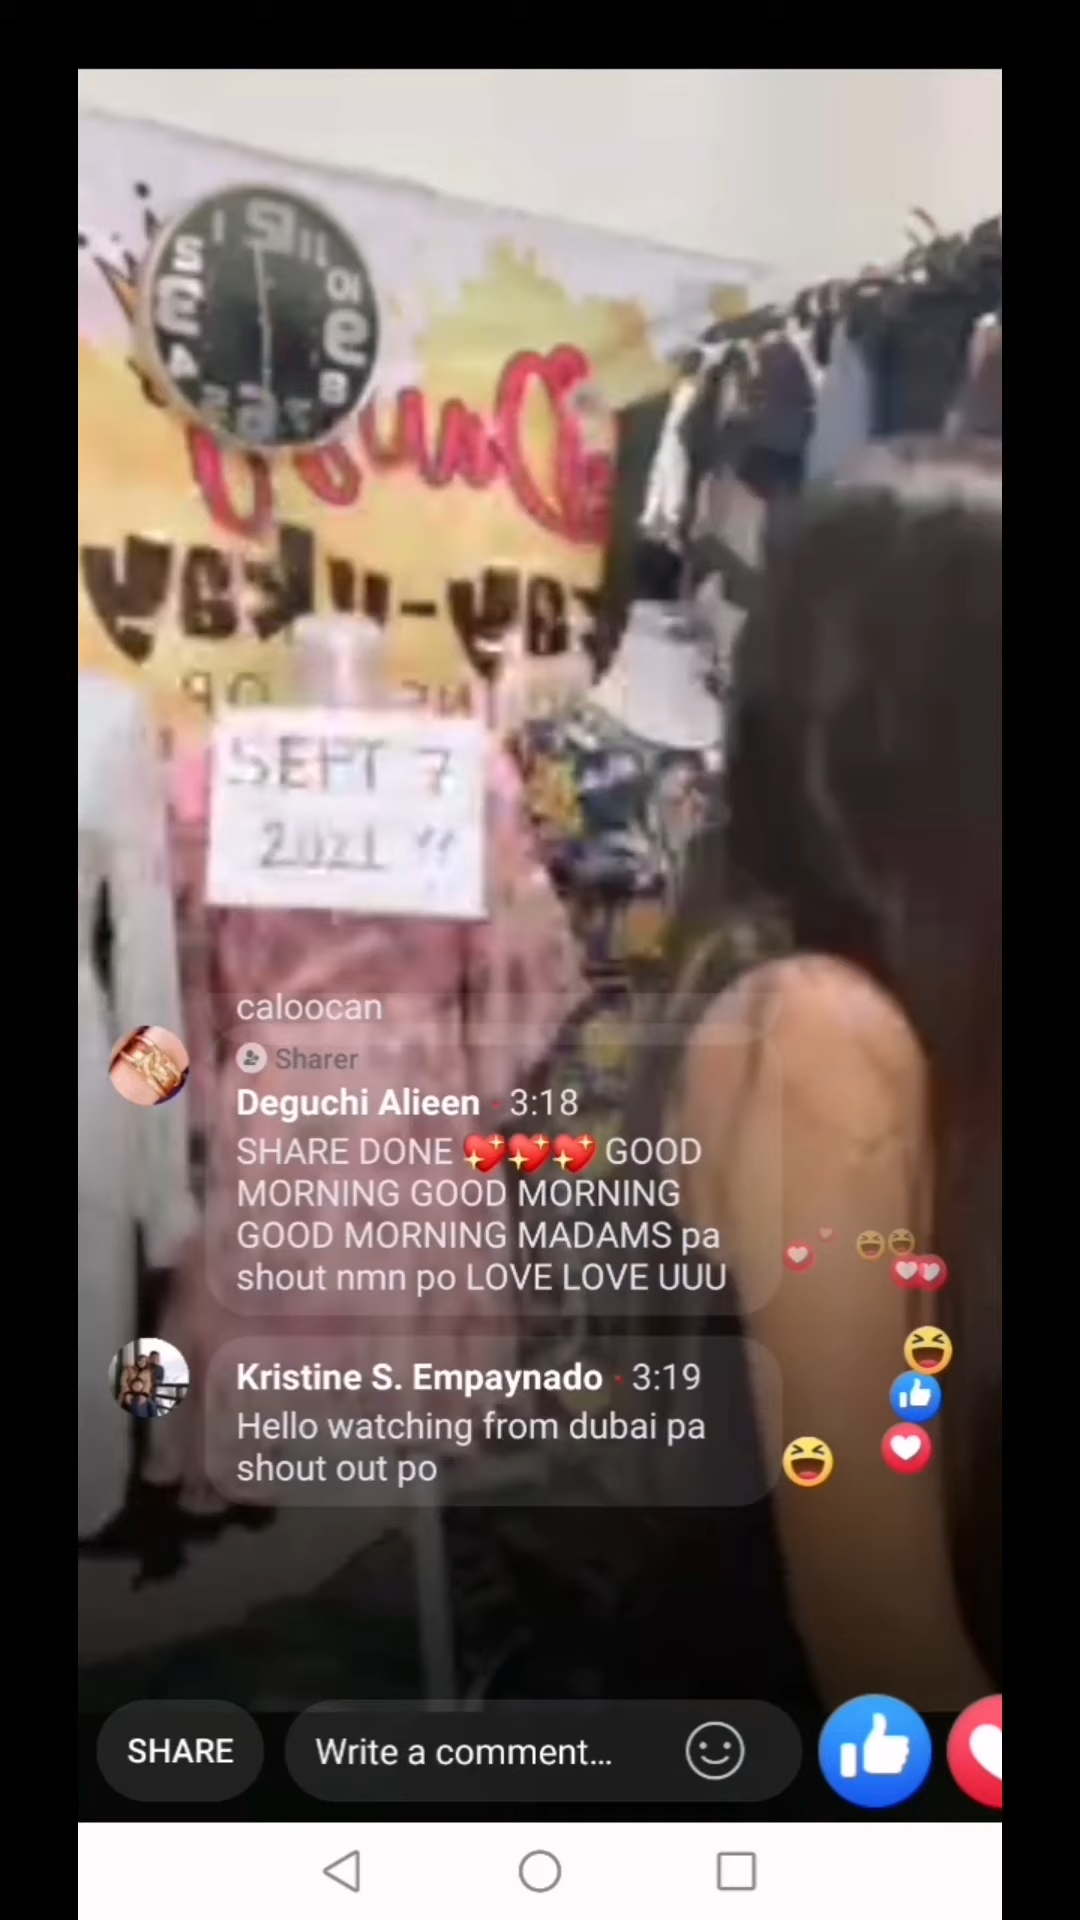 SEPT 7
2021 !!
caloocan
Sharer
Deguchi Alieen · 3:18
SHARE DONE 💖💖💖 GOOD
MORNING GOOD MORNING
GOOD MORNING MADAMS pa
shout nmn po LOVE LOVE UUU
Kristine S. Empaynado · 3:19
Hello watching from dubai pa
shout out po
SHARE
Write a comment...